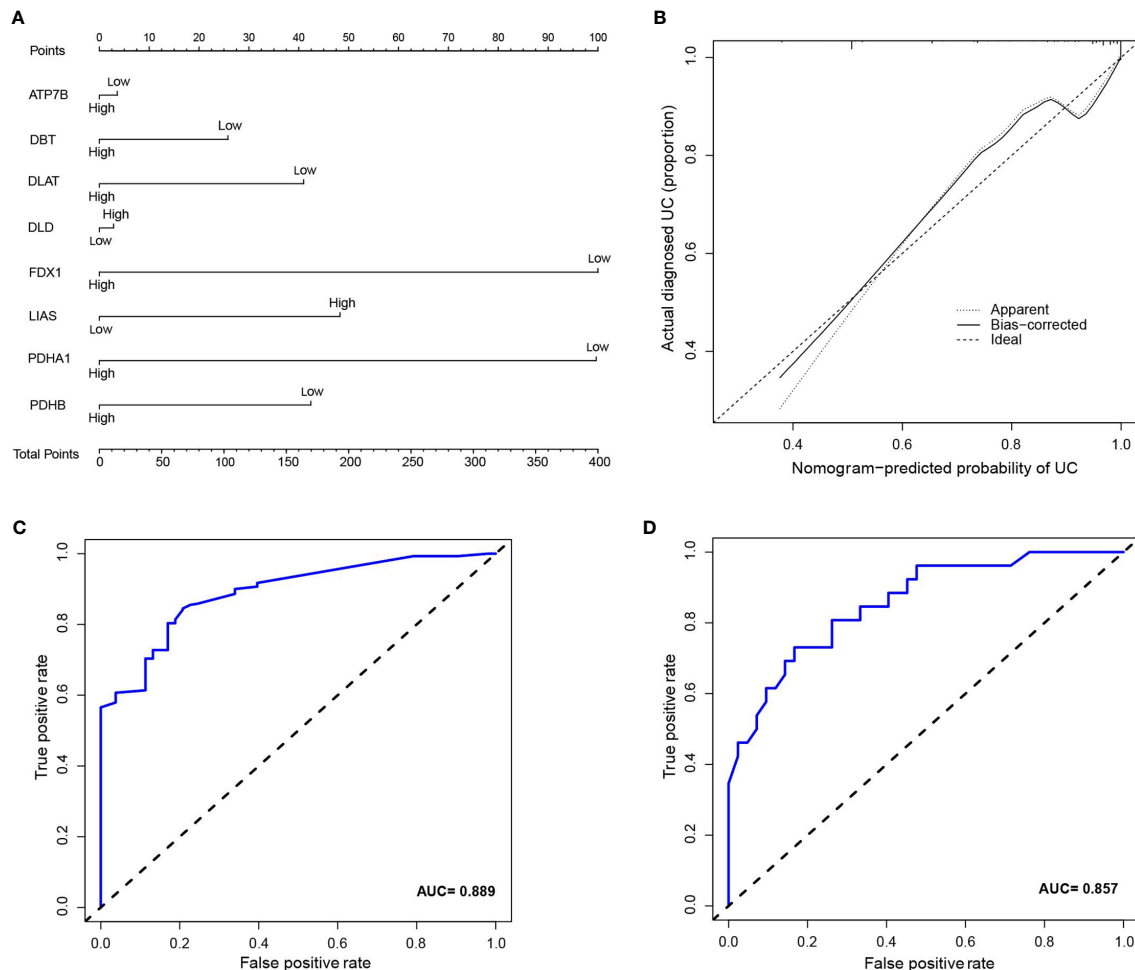 A
0 10 20 30 40 50 60 70 80 90 100
Points
Low
ATP7B
High
Low
DBT
High
Low
DLAT
High
High
DLD
Low
Low
FDX1
High
High
LIAS
Low
Low
PDHA1
High
Low
PDHB
High
Total Points
0 50 100 150 200 250 300 350 400
B
Actual diagnosed UC (proportion)
1.0
0.8
0.6
0.4
Apparent
Bias−corrected
Ideal
0.4 0.6 0.8 1.0
Nomogram−predicted probability of UC
C
True positive rate
1.0
0.8
0.6
0.4
0.2
0.0
AUC= 0.889
0.0 0.2 0.4 0.6 0.8 1.0
False positive rate
D
True positive rate
1.0
0.8
0.6
0.4
0.2
0.0
AUC= 0.857
0.0 0.2 0.4 0.6 0.8 1.0
False positive rate